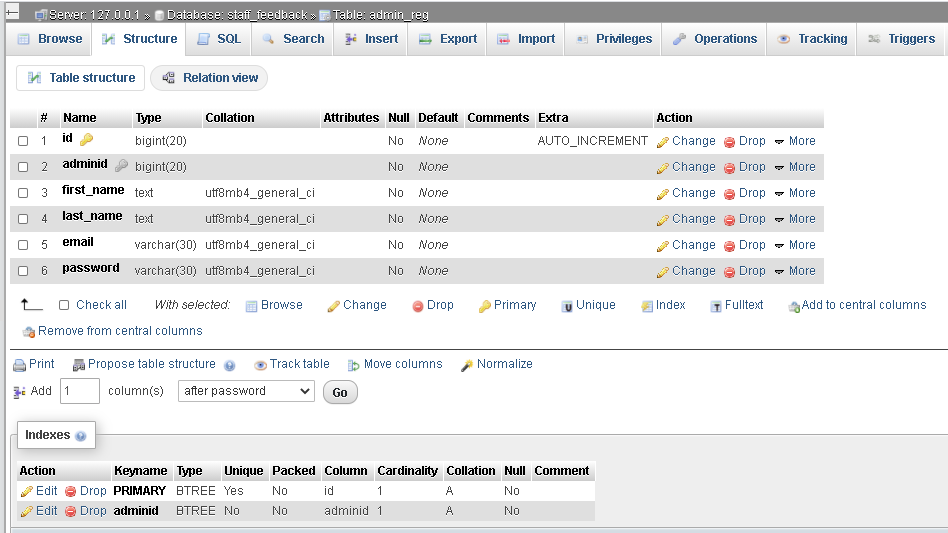 Server: 127.0.0.1 » Database: staff_feedback » Table: admin_reg
Browse Structure SQL Search Insert Export Import Privileges Operations Tracking Triggers
Table structure Relation view
# Name Type Collation Attributes Null Default Comments Extra Action
1 id bigint(20) No None AUTO_INCREMENT Change Drop More
2 adminid bigint(20) No None Change Drop More
3 first_name text utf8mb4_general_ci No None Change Drop More
4 last_name text utf8mb4_general_ci No None Change Drop More
5 email varchar(30) utf8mb4_general_ci No None Change Drop More
6 password varchar(30) utf8mb4_general_ci No None Change Drop More
Check all With selected: Browse Change Drop Primary Unique Index Fulltext Add to central columns
Remove from central columns
Print Propose table structure Track table Move columns Normalize
Add 1 column(s) after password Go
Indexes
Action Keyname Type Unique Packed Column Cardinality Collation Null Comment
Edit Drop PRIMARY BTREE Yes No id 1 A No
Edit Drop adminid BTREE No No adminid 1 A No